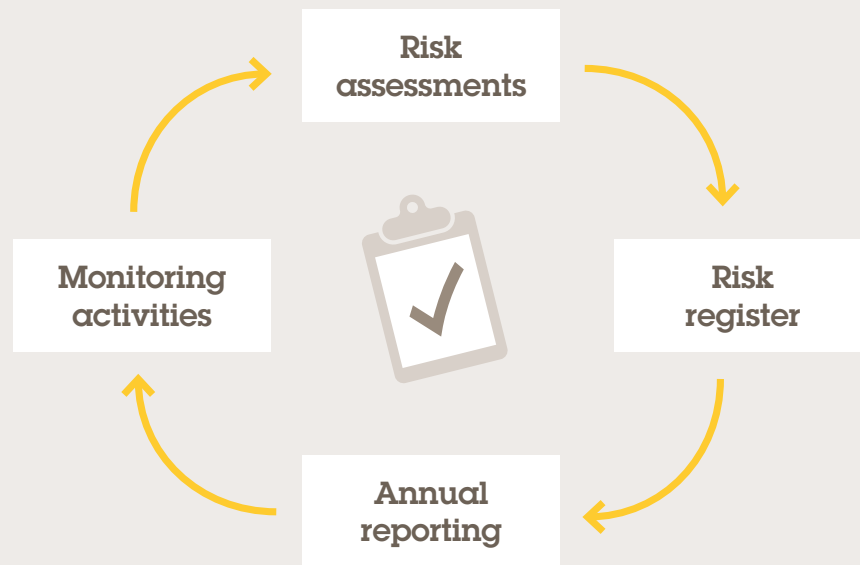 Risk
assessments
Monitoring
activities
Risk
register
Annual
reporting